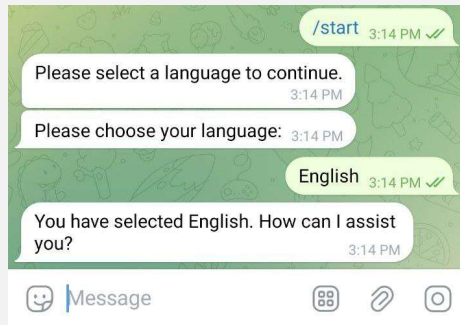 /start 3:14 PM
Please select a language to continue.
3:14 PM
Please choose your language: 3:14 PM
English 3:14 PM
You have selected English. How can I assist
you?
3:14 PM
Message